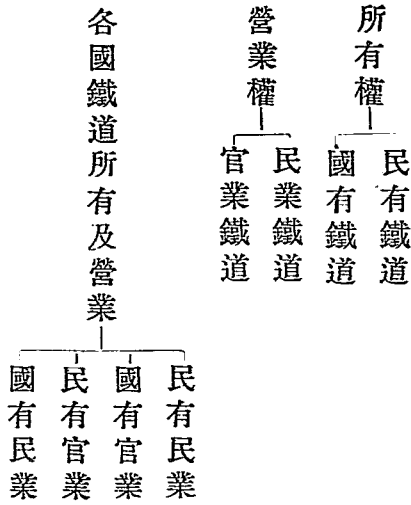 所有權
民有鐵道
國有鐵道
營業權
民業鐵道
官業鐵道
各國鐵道所有及營業
民有民業
國有官業
民有官業
國有民業